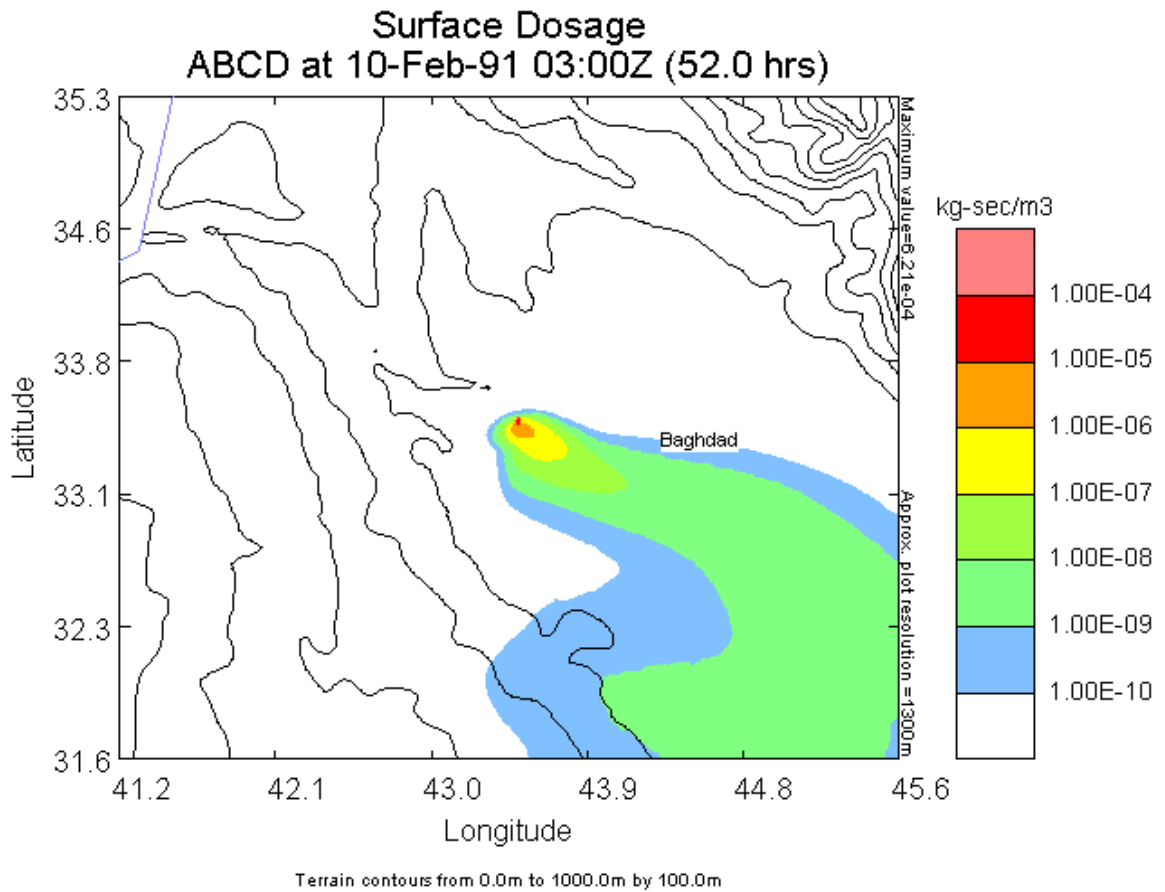 Surface Dosage
ABCD at 10-Feb-91 03:00Z (52.0 hrs)
35.3
34.6
33.8
33.1
32.3
31.6
Latitude
41.2
42.1
43.0
43.9
44.8
45.6
Longitude
Baghdad
Maximum value=6.21e-04
Approx. plot resolution =1300m
kg-sec/m3
1.00E-04
1.00E-05
1.00E-06
1.00E-07
1.00E-08
1.00E-09
1.00E-10
Terrain contours from 0.0m to 1000.0m by 100.0m